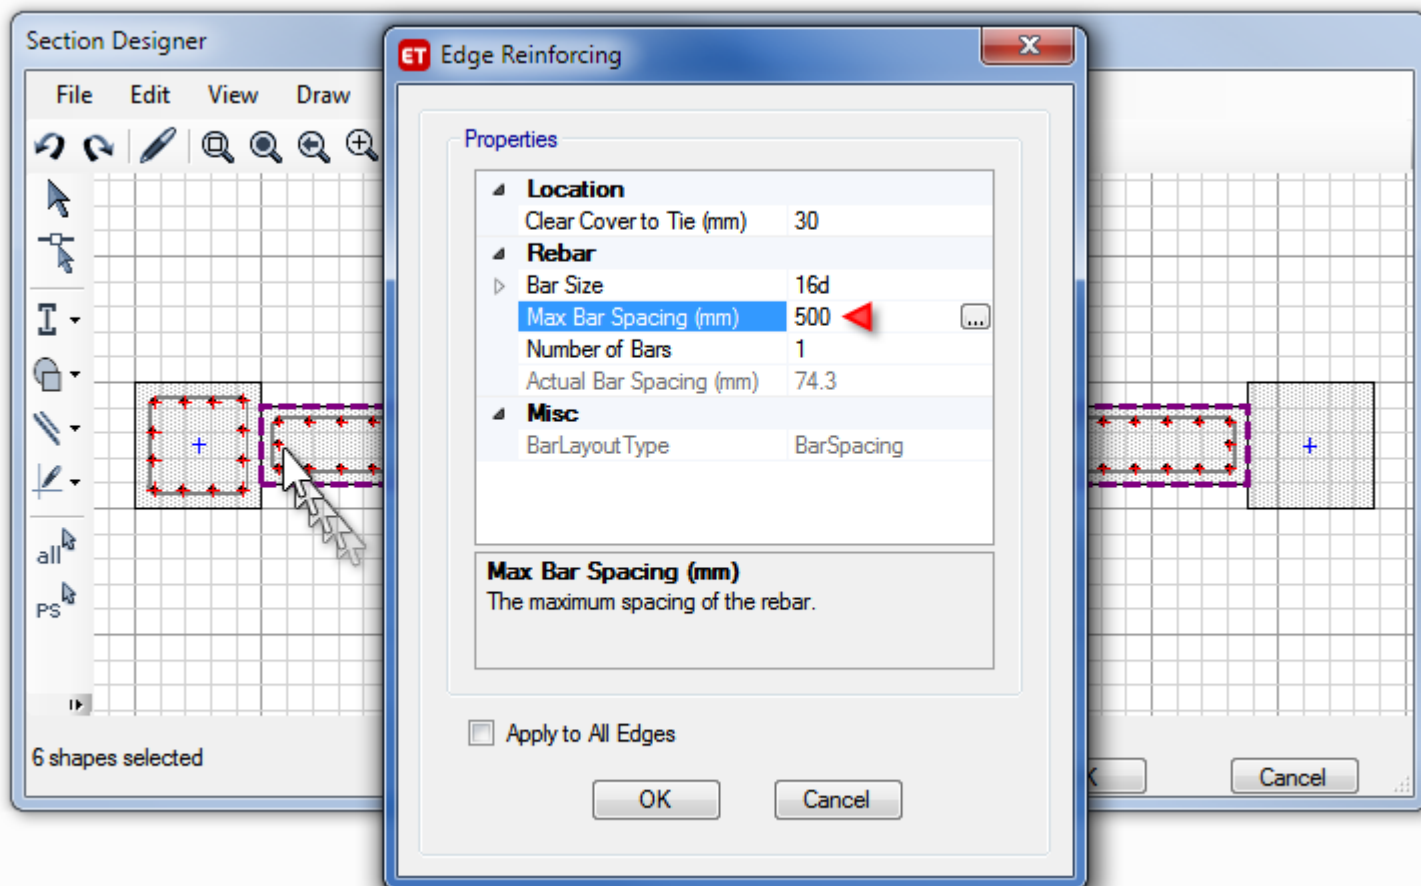 Section Designer
File Edit View Draw
all
PS
6 shapes selected
ET Edge Reinforcing
X
Properties
Location
Clear Cover to Tie (mm) 30
Rebar
Bar Size 16d
Max Bar Spacing (mm) 500 ...
Number of Bars 1
Actual Bar Spacing (mm) 74.3
Misc
BarLayoutType BarSpacing
Max Bar Spacing (mm)
The maximum spacing of the rebar.
Apply to All Edges
OK Cancel
Cancel